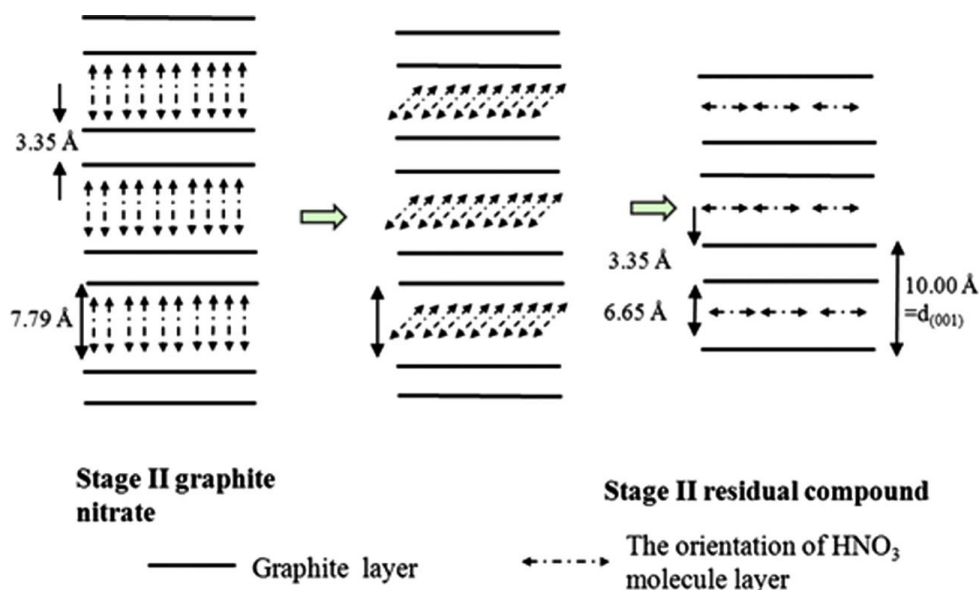 3.35 Å
7.79 Å
3.35 Å
6.65 Å
10.00 Å
=d(001)
Stage II graphite
nitrate
Stage II residual compound
Graphite layer
The orientation of HNO3
molecule layer